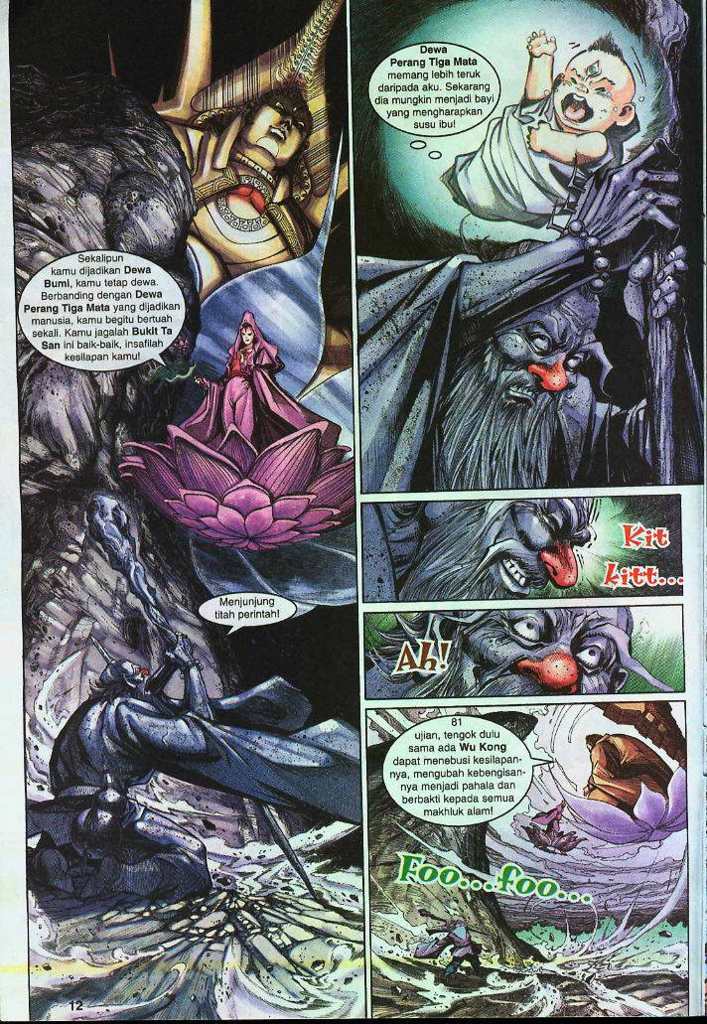 Sekalipun
kamu dijadikan Dewa
Bumi, kamu tetap dewa.
Berbanding dengan Dewa
Perang Tiga Mata yang dijadikan
manusia, kamu begitu bertuah
sekali. Kamu jagalah Bukit Ta
San ini baik-baik, insafilah
kesilapan kamu!
Menjunjung
titah perintah!
Dewa
Perang Tiga Mata
memang lebih teruk
daripada aku. Sekarang
dia mungkin menjadi bayi
yang mengharapkan
susu ibu!
Kit
kitt...
Ah!
81
ujian, tengok dulu
sama ada Wu Kong
dapat menebusi kesilapan-
nya, mengubah kebengisan-
nya menjadi pahala dan
berbakti kepada semua
makhluk alam!
Foo...foo...
12